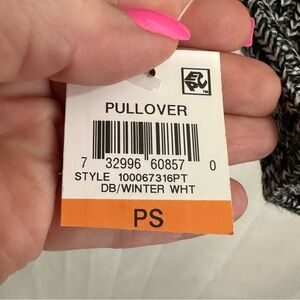 PULLOVER
7 32996 60857 0
STYLE 100067316PT
DB/WINTER WHT
PS